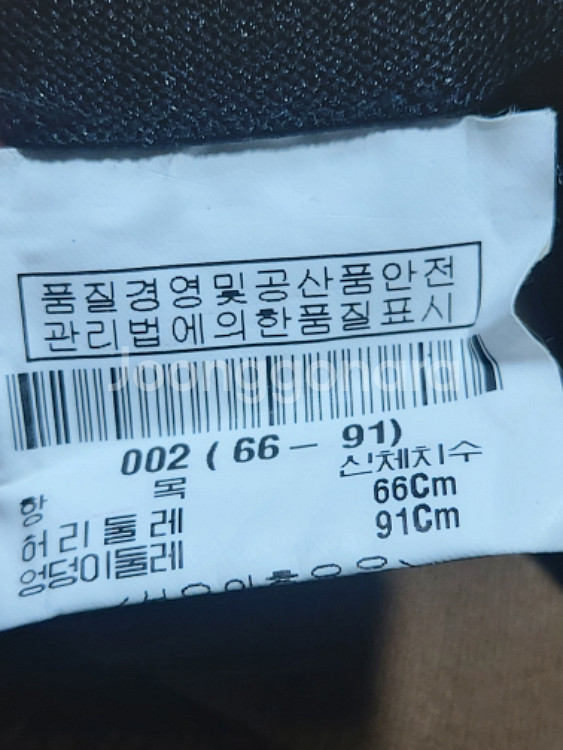 품질경영및공산품안전
관리법에의한품질표시
Joonggonara
002 ( 66 - 91)
항 목 신체치수
허리둘레 66Cm
엉덩이둘레 91Cm